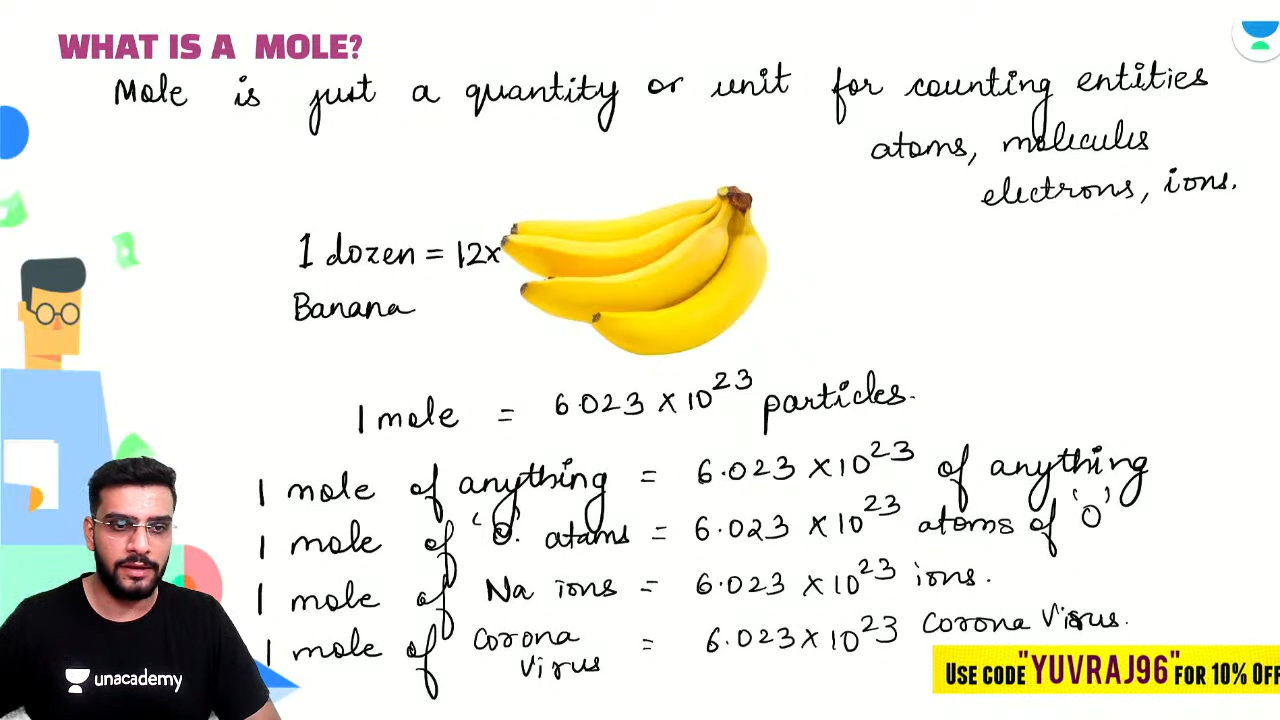 WHAT IS A MOLE?
Mole is just a quantity or unit for counting entities
atoms, molecules
electrons, ions.
1 dozen = 12x
Banana
1 mole = 6.023 x 10^23 particles.
1 mole of anything = 6.023 x 10^23 of anything
1 mole of 'O' atoms = 6.023 x 10^23 atoms of 'O'
1 mole of Na ions = 6.023 x 10^23 ions.
1 mole of corona virus = 6.023 x 10^23 corona virus.
USE CODE "YUVRAJ96" FOR 10% OFF
unacademy